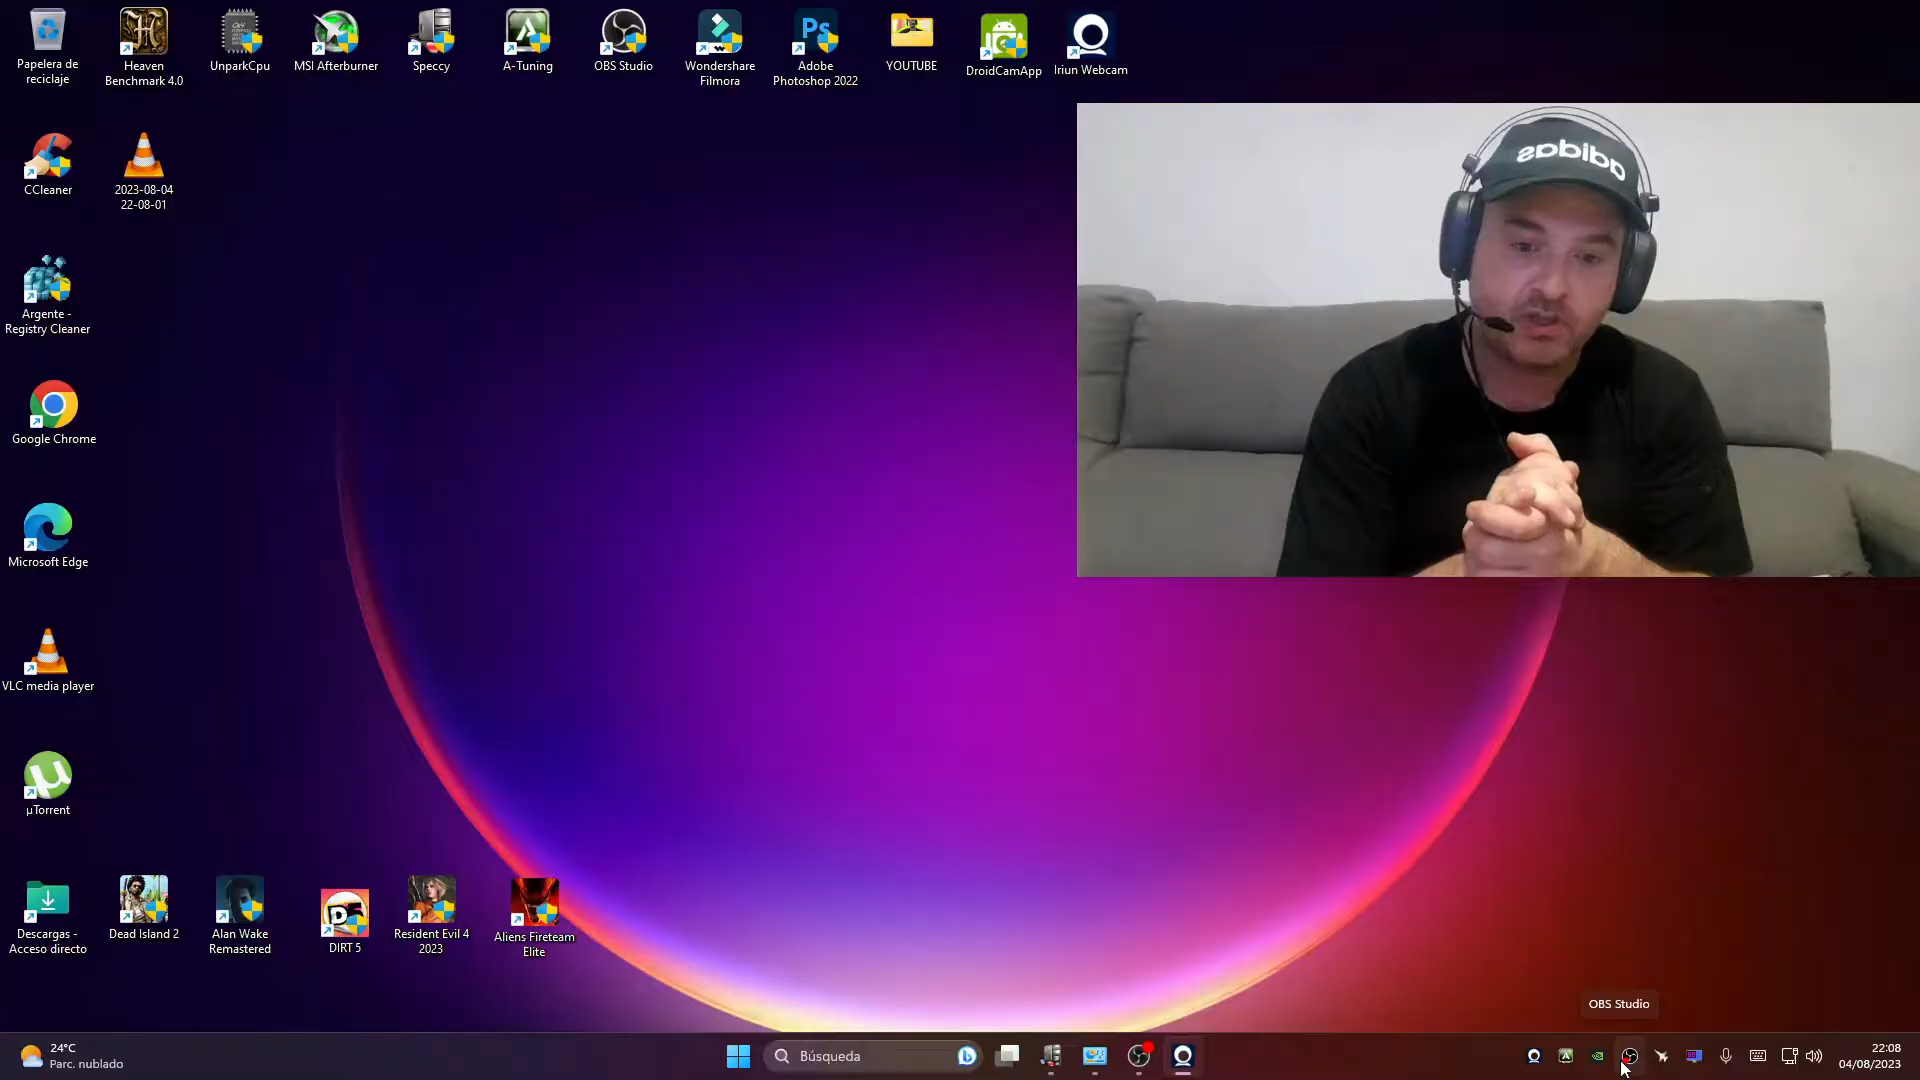 Papelera de
reciclaje
Heaven
Benchmark 4.0
UnparkCpu
MSI Afterburner
Speccy
A-Tuning
OBS Studio
Wondershare
Filmora
Adobe
Photoshop 2022
YOUTUBE
DroidCamApp
Iriun Webcam
adidas
CCleaner
2023-08-04
22-08-01
Argente -
Registry Cleaner
Google Chrome
Microsoft Edge
VLC media player
µTorrent
Descargas -
Acceso directo
Dead Island 2
Alan Wake
Remastered
DIRT 5
Resident Evil 4
2023
Aliens Fireteam
Elite
OBS Studio
24°C
Parc. nublado
Búsqueda
22:08
04/08/2023